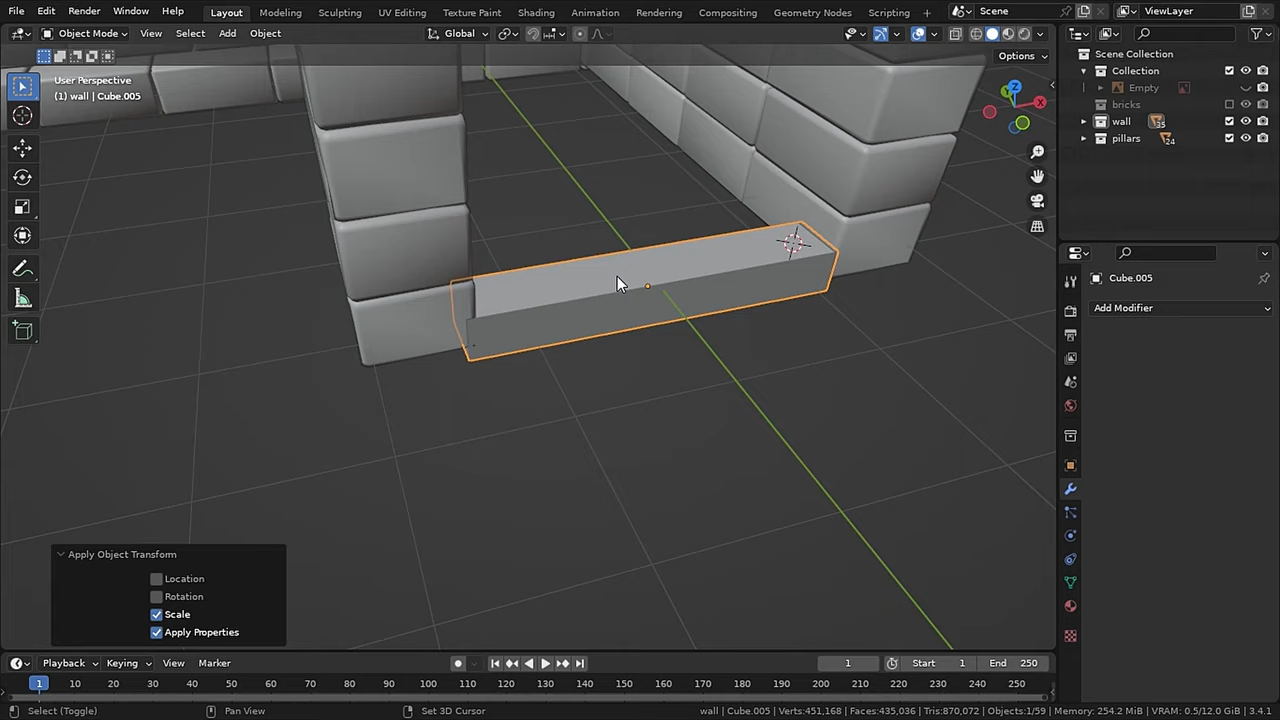 File Edit Render Window Help Layout Modeling Sculpting UV Editing Texture Paint Shading Animation Rendering Compositing Geometry Nodes Scripting Scene ViewLayer
Object Mode View Select Add Object Global
Options
User Perspective
(1) wall | Cube.005
Z
Y
X
Scene Collection
Collection
Empty
bricks
wall 35
pillars 24
Cube.005
Add Modifier
Apply Object Transform
Location
Rotation
Scale
Apply Properties
Playback Keying View Marker 1 Start 1 End 250
1 10 20 30 40 50 60 70 80 90 100 110 120 130 140 150 160 170 180 190 200 210 220 230 240 250
Select (Toggle) Pan View Set 3D Cursor wall | Cube.005 | Verts:451,168 | Faces:435,036 | Tris:870,072 | Objects:1/59 | Memory: 254.2 MiB | VRAM: 0.5/12.0 GiB | 3.4.1